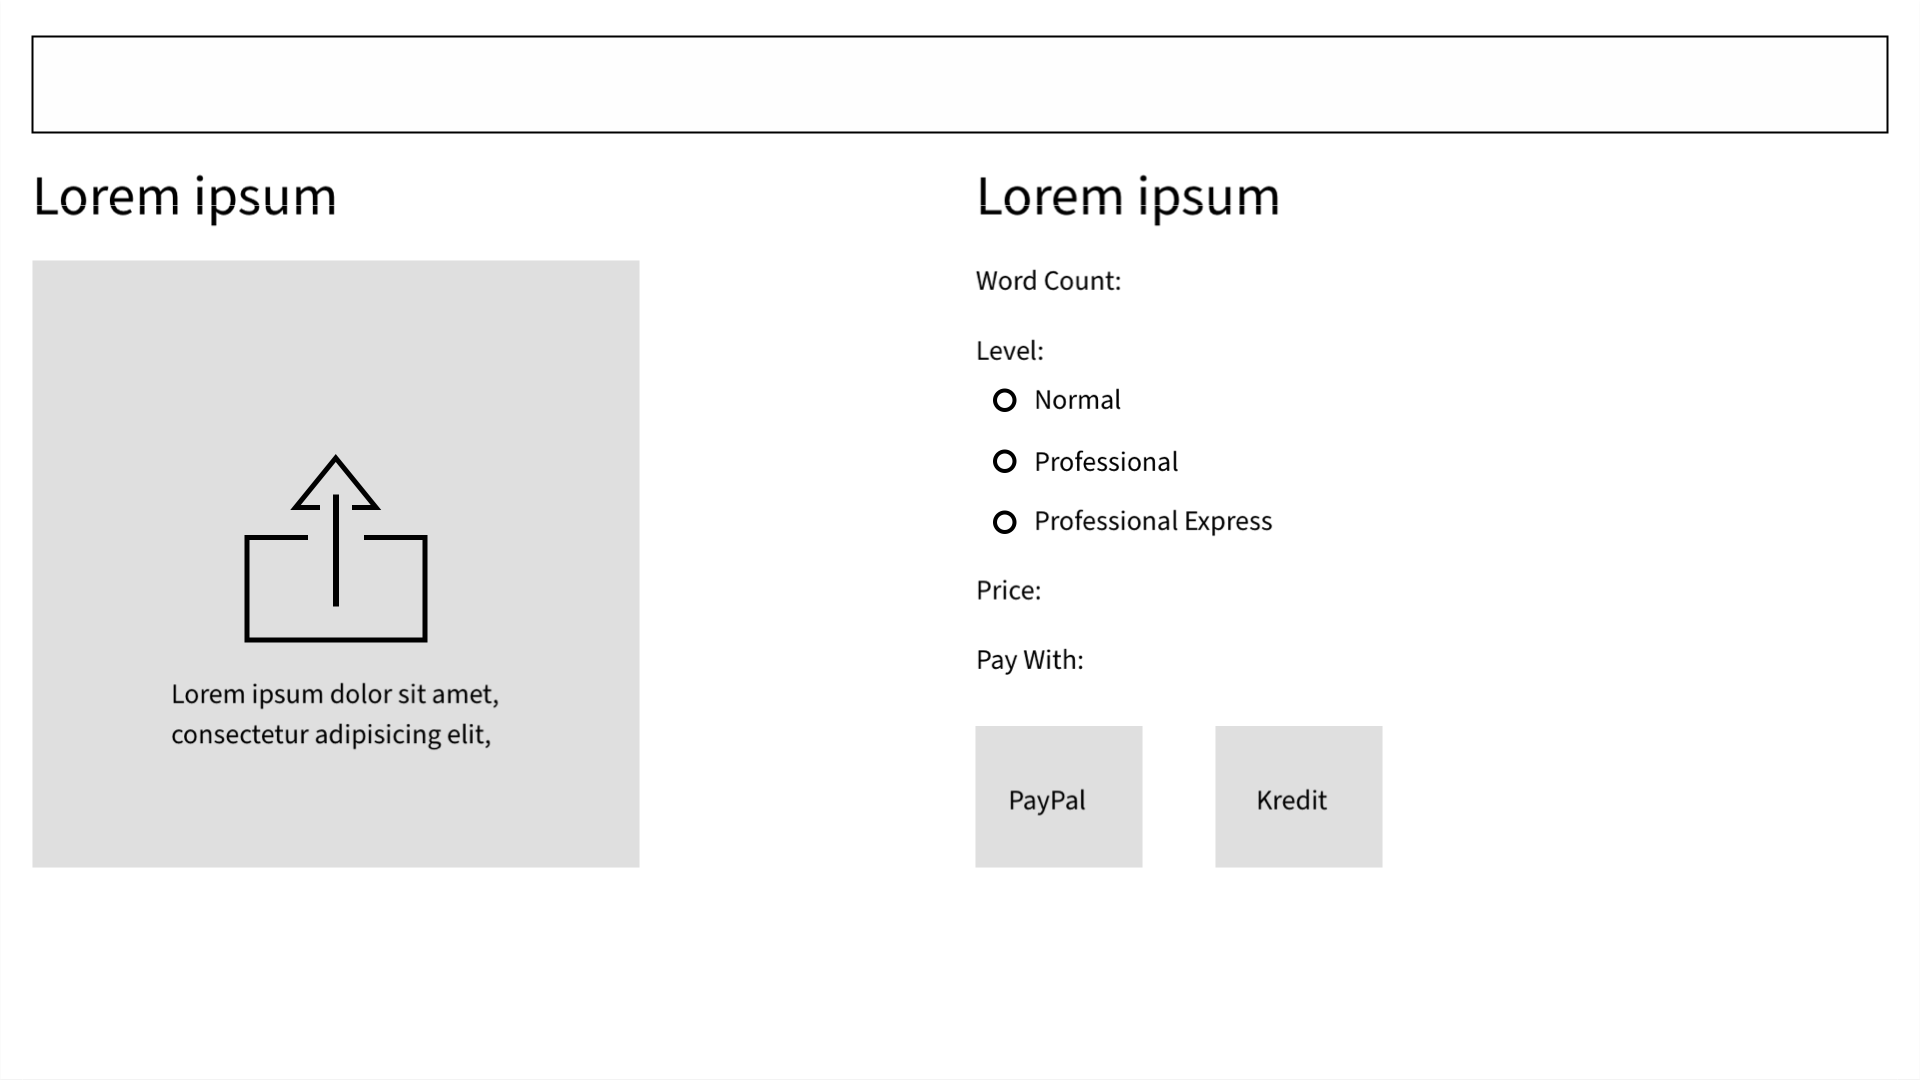 Lorem ipsum
Lorem ipsum dolor sit amet,
consectetur adipisicing elit,
Lorem ipsum
Word Count:
Level:
Normal
Professional
Professional Express
Price:
Pay With:
PayPal
Kredit